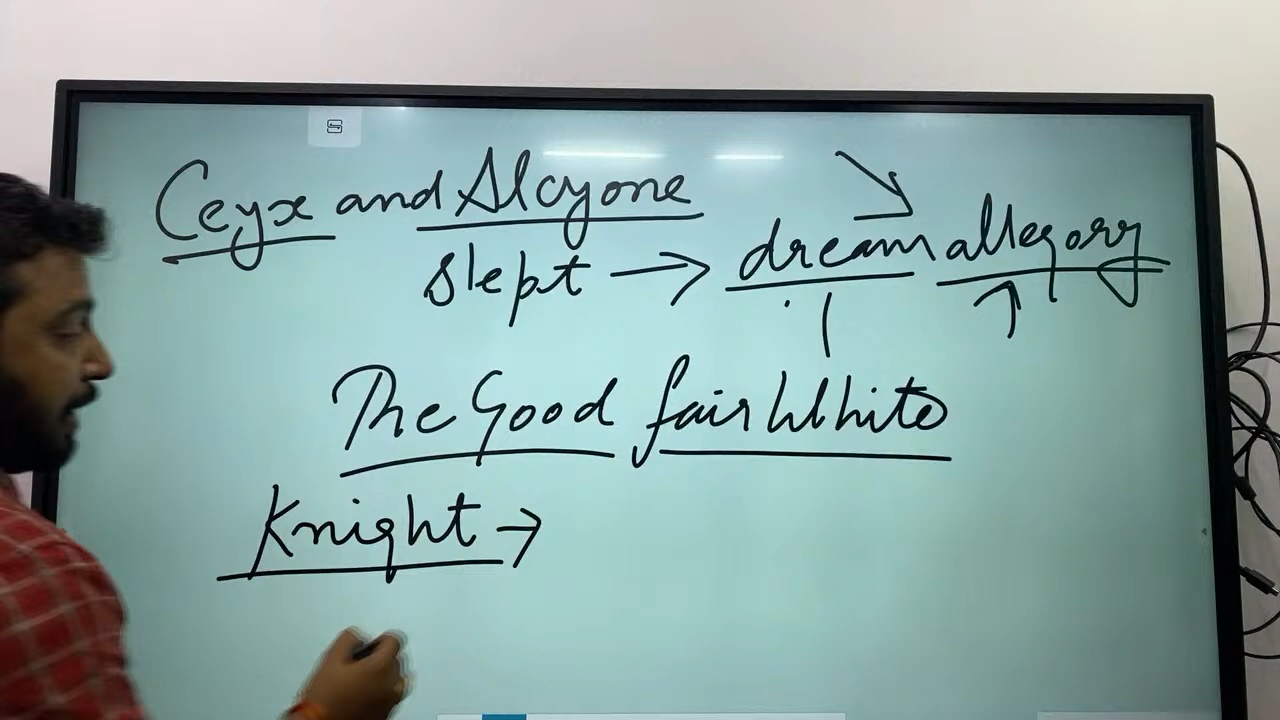 Ceyx and Alcyone
slept → dream allegory
The Good fair White
Knight →